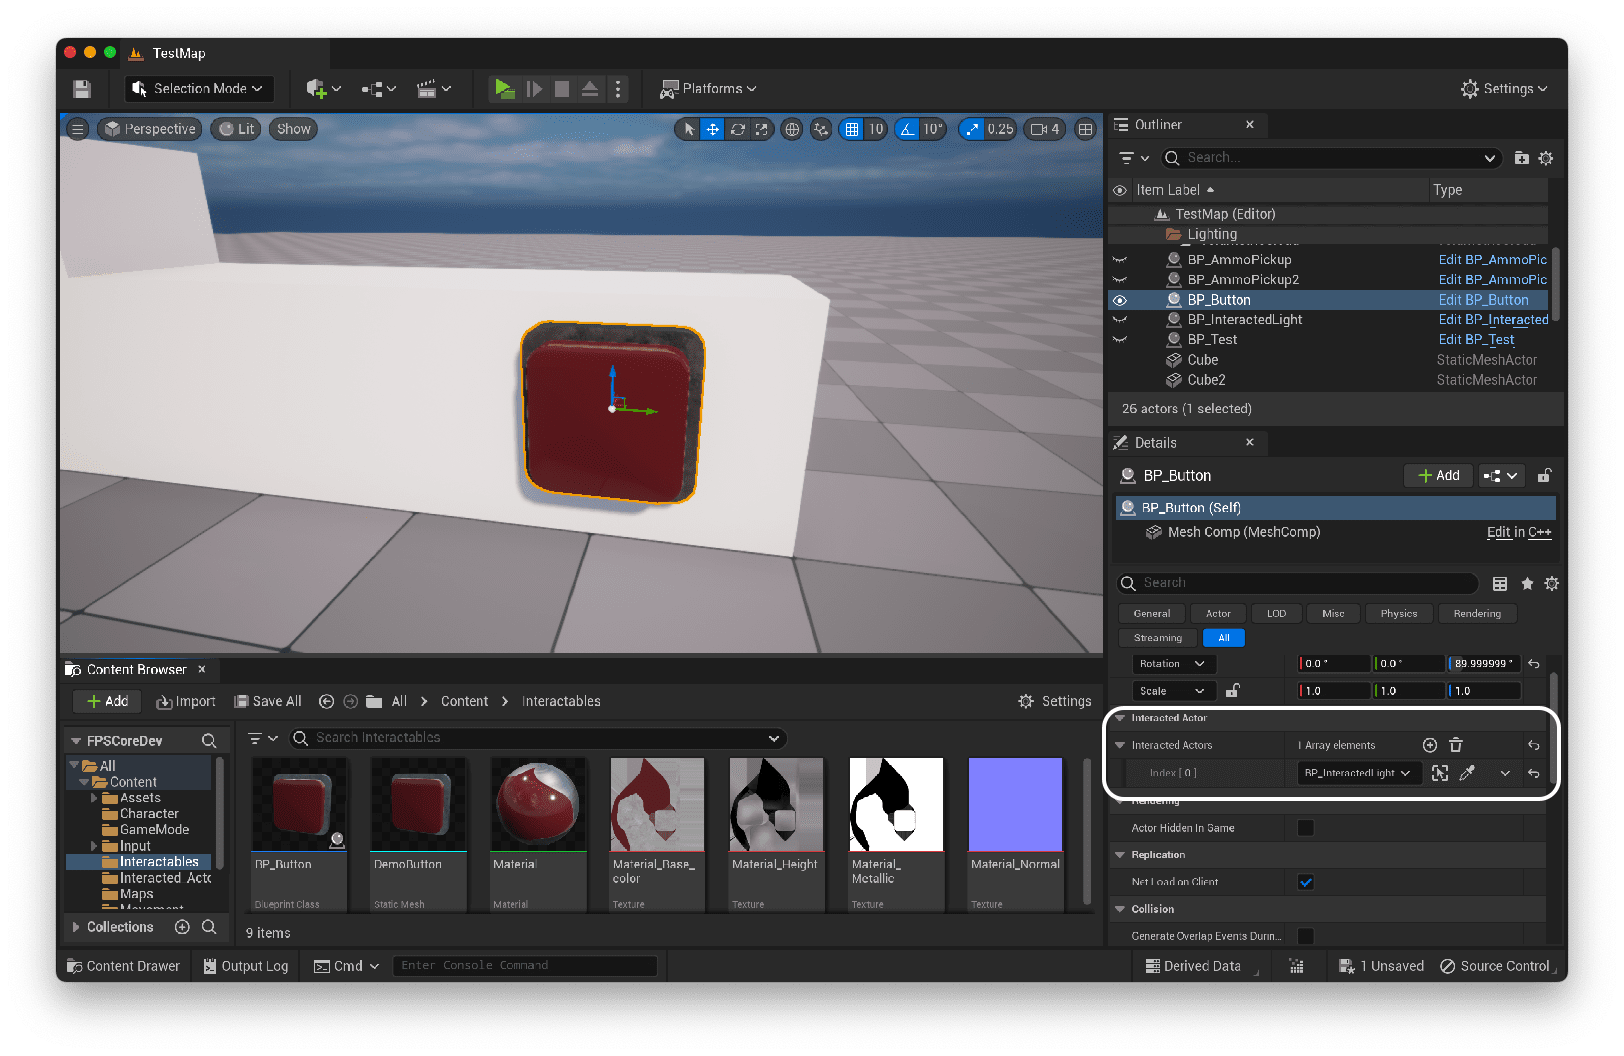 TestMap
Selection Mode
Platforms
Settings
Perspective
Lit
Show
10
10°
0.25
4
Outliner
Search...
Item Label
Type
TestMap (Editor)
Lighting
BP_AmmoPickup
Edit BP_AmmoPic
BP_AmmoPickup2
Edit BP_AmmoPic
BP_Button
Edit BP_Button
BP_InteractedLight
Edit BP_Interacted
BP_Test
Edit BP_Test
Cube
StaticMeshActor
Cube2
StaticMeshActor
26 actors (1 selected)
Details
BP_Button
Add
BP_Button (Self)
Mesh Comp (MeshComp)
Edit in C++
Search
General
Actor
LOD
Misc
Physics
Rendering
Streaming
All
Rotation
0.0 °
0.0 °
89.999999 °
Scale
1.0
1.0
1.0
Interacted Actor
Interacted Actors
1 Array elements
Index [ 0 ]
BP_InteractedLight
Rendering
Actor Hidden In Game
Replication
Net Load on Client
Collision
Generate Overlap Events Durin...
Content Browser
Add
Import
Save All
All
Content
Interactables
Settings
FPSCoreDev
All
Content
Assets
Character
GameMode
Input
Interactables
Interacted_Actc
Maps
Movement
Collections
Search Interactables
BP_Button
Blueprint Class
DemoButton
Static Mesh
Material
Material
Material_Base_
color
Texture
Material_Height
Texture
Material_
Metallic
Texture
Material_Normal
Texture
9 items
Content Drawer
Output Log
Cmd
Enter Console Command
Derived Data
1 Unsaved
Source Control